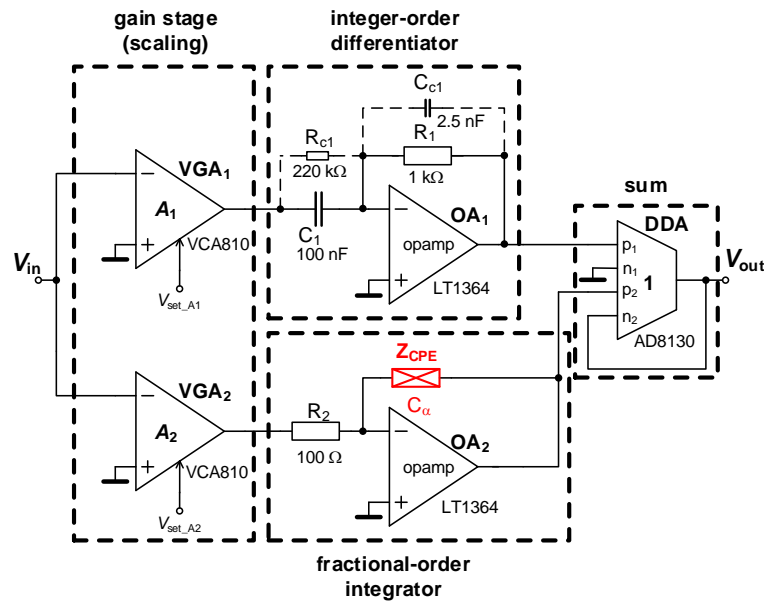 gain stage
(scaling)
integer-order
differentiator
C_c1
2.5 nF
R_c1
220 kΩ
R_1
1 kΩ
VGA_1
−
A_1
+
VCA810
V_set_A1
C_1
100 nF
−
OA_1
opamp
+
LT1364
sum
DDA
p_1
n_1
1
p_2
n_2
AD8130
V_in
V_out
VGA_2
−
A_2
+
VCA810
V_set_A2
Z_CPE
C_α
R_2
100 Ω
−
OA_2
opamp
+
LT1364
fractional-order
integrator